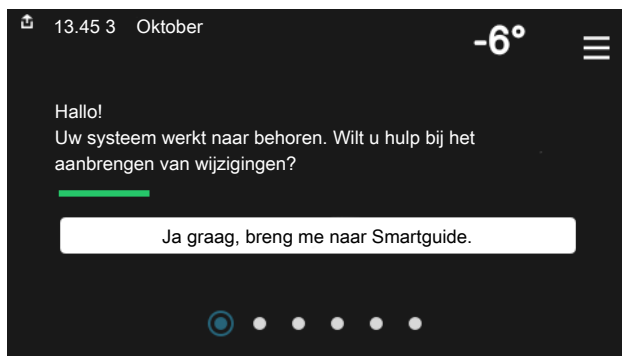 13.45 3 Oktober
-6°
Hallo!
Uw systeem werkt naar behoren. Wilt u hulp bij het
aanbrengen van wijzigingen?
Ja graag, breng me naar Smartguide.